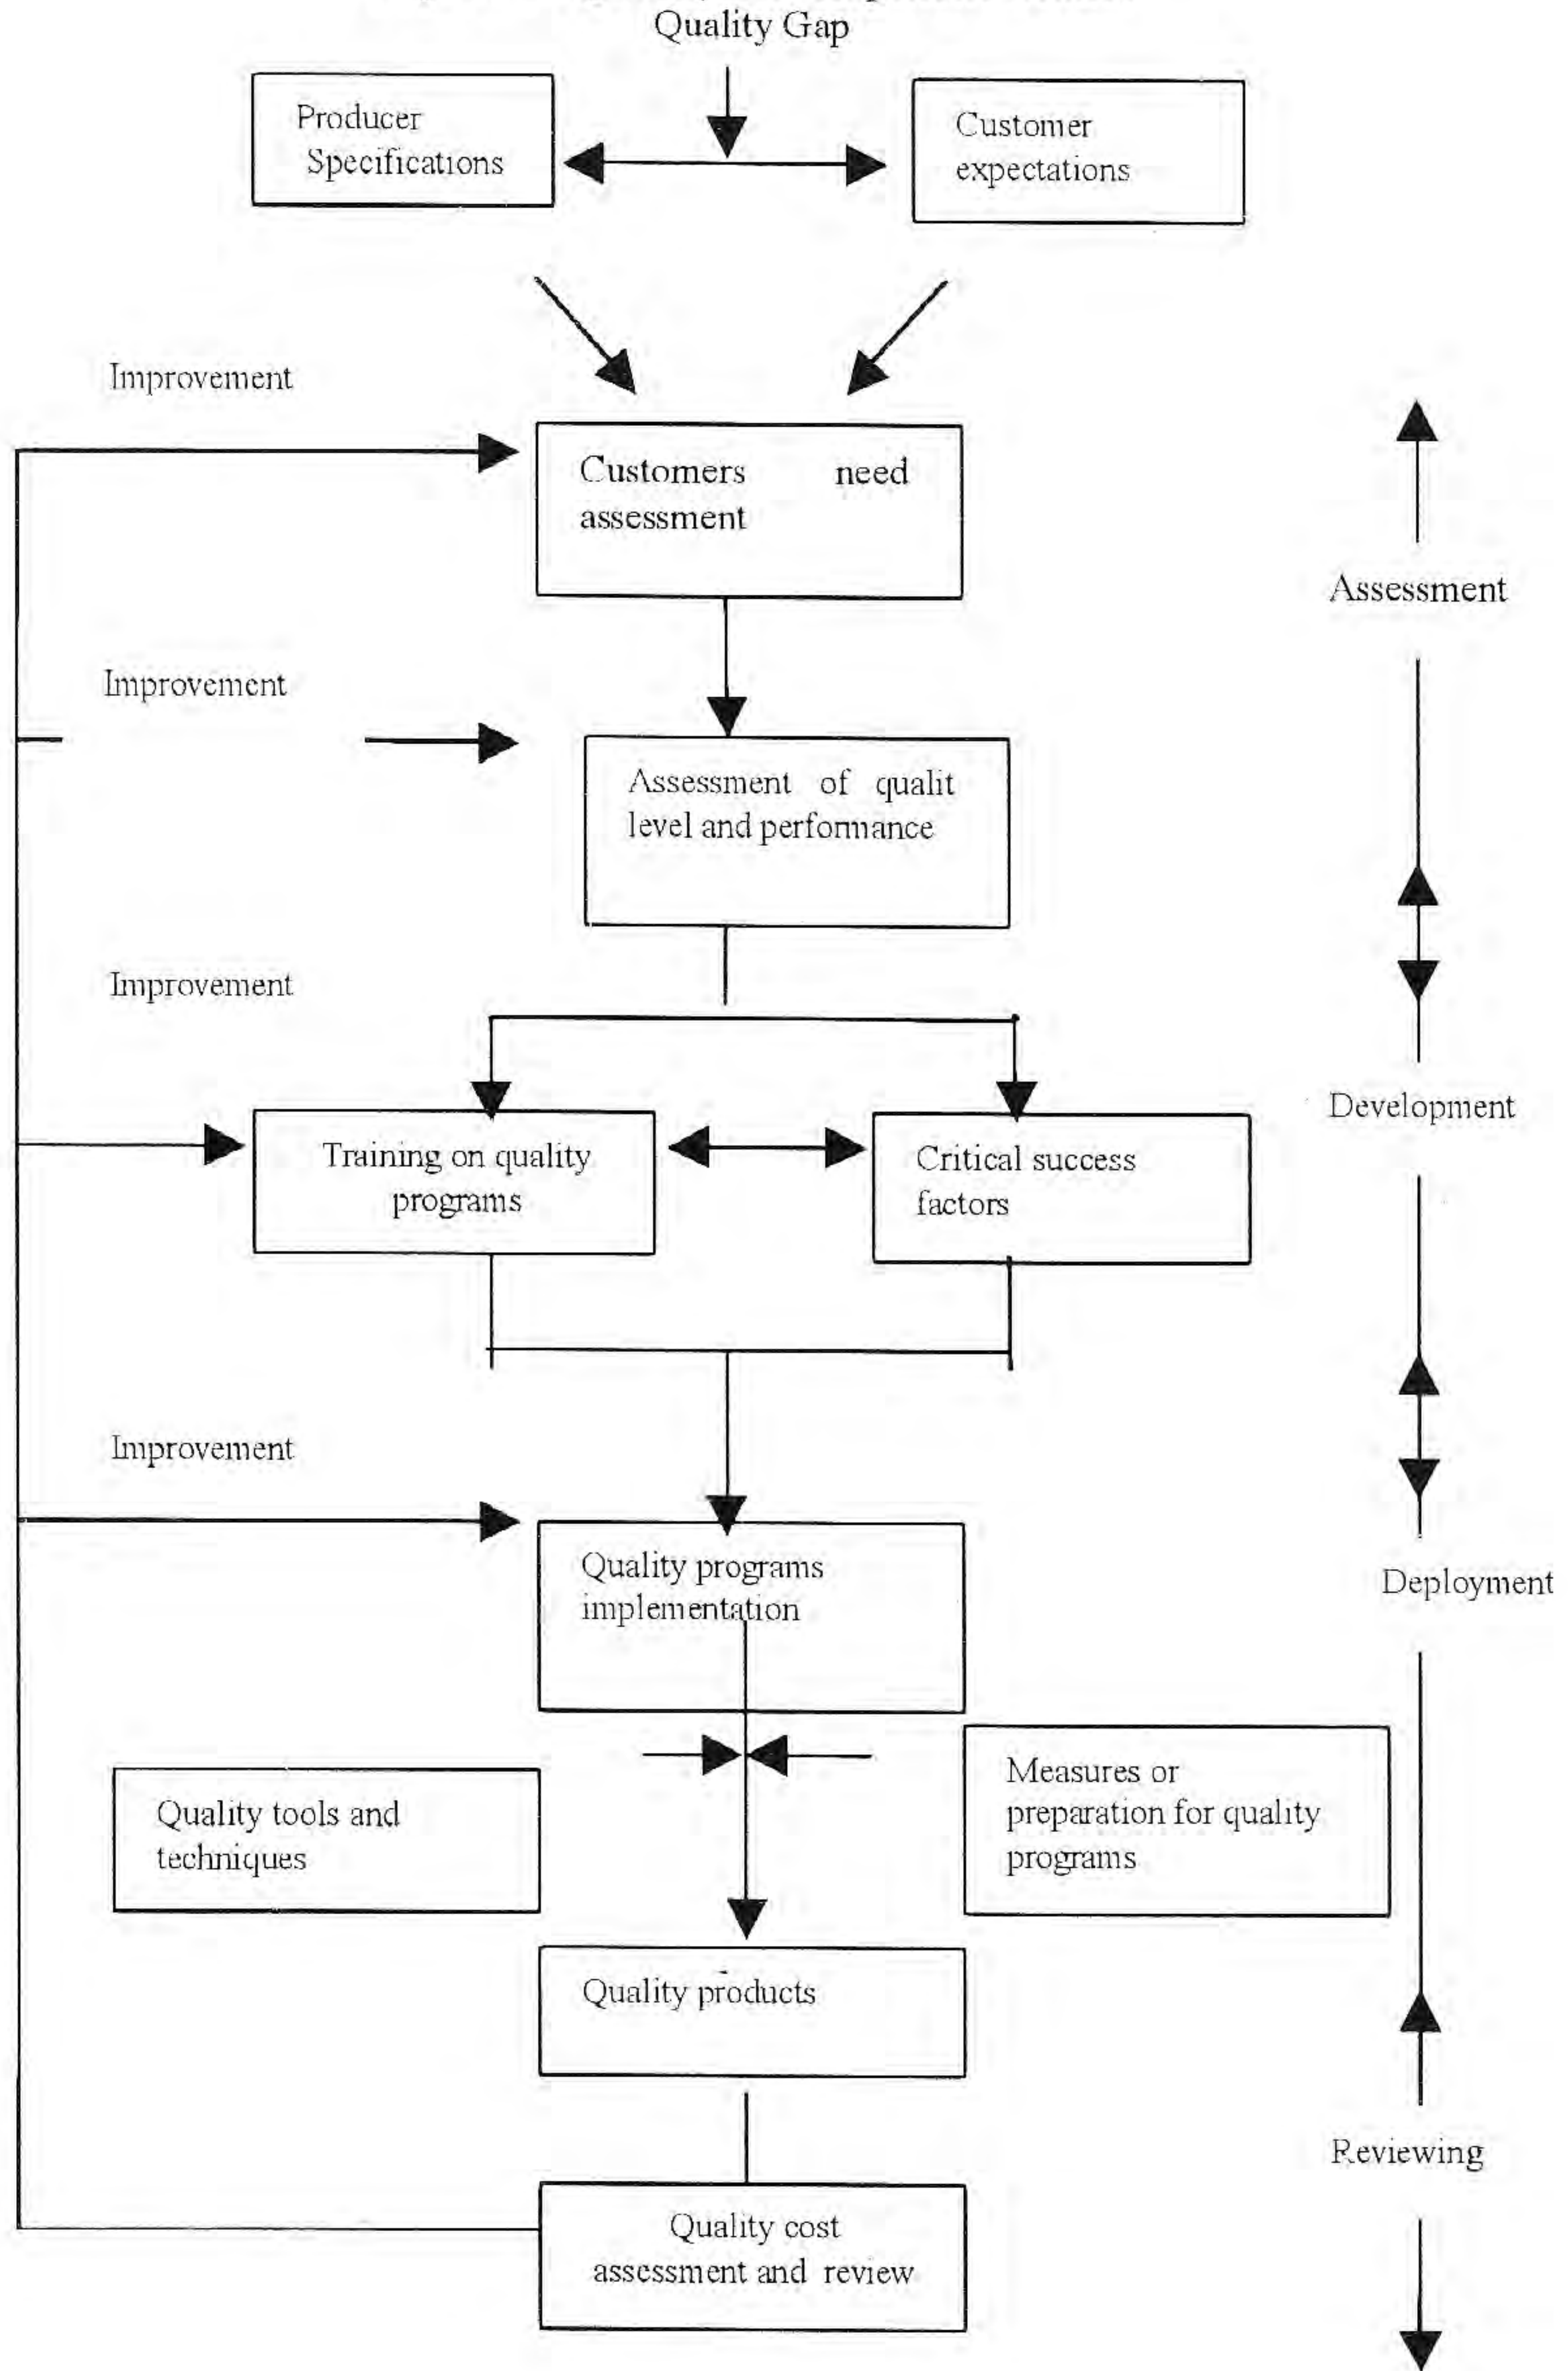 Quality Gap
Producer
Specifications
Customer
expectations
Improvement
Customers need
assessment
Assessment
Improvement
Assessment of qualit
level and performance
Improvement
Development
Training on quality
programs
Critical success
factors
Improvement
Quality programs
implementation
Deployment
Measures or
preparation for quality
programs
Quality tools and
techniques
Quality products
Reviewing
Quality cost
assessment and review